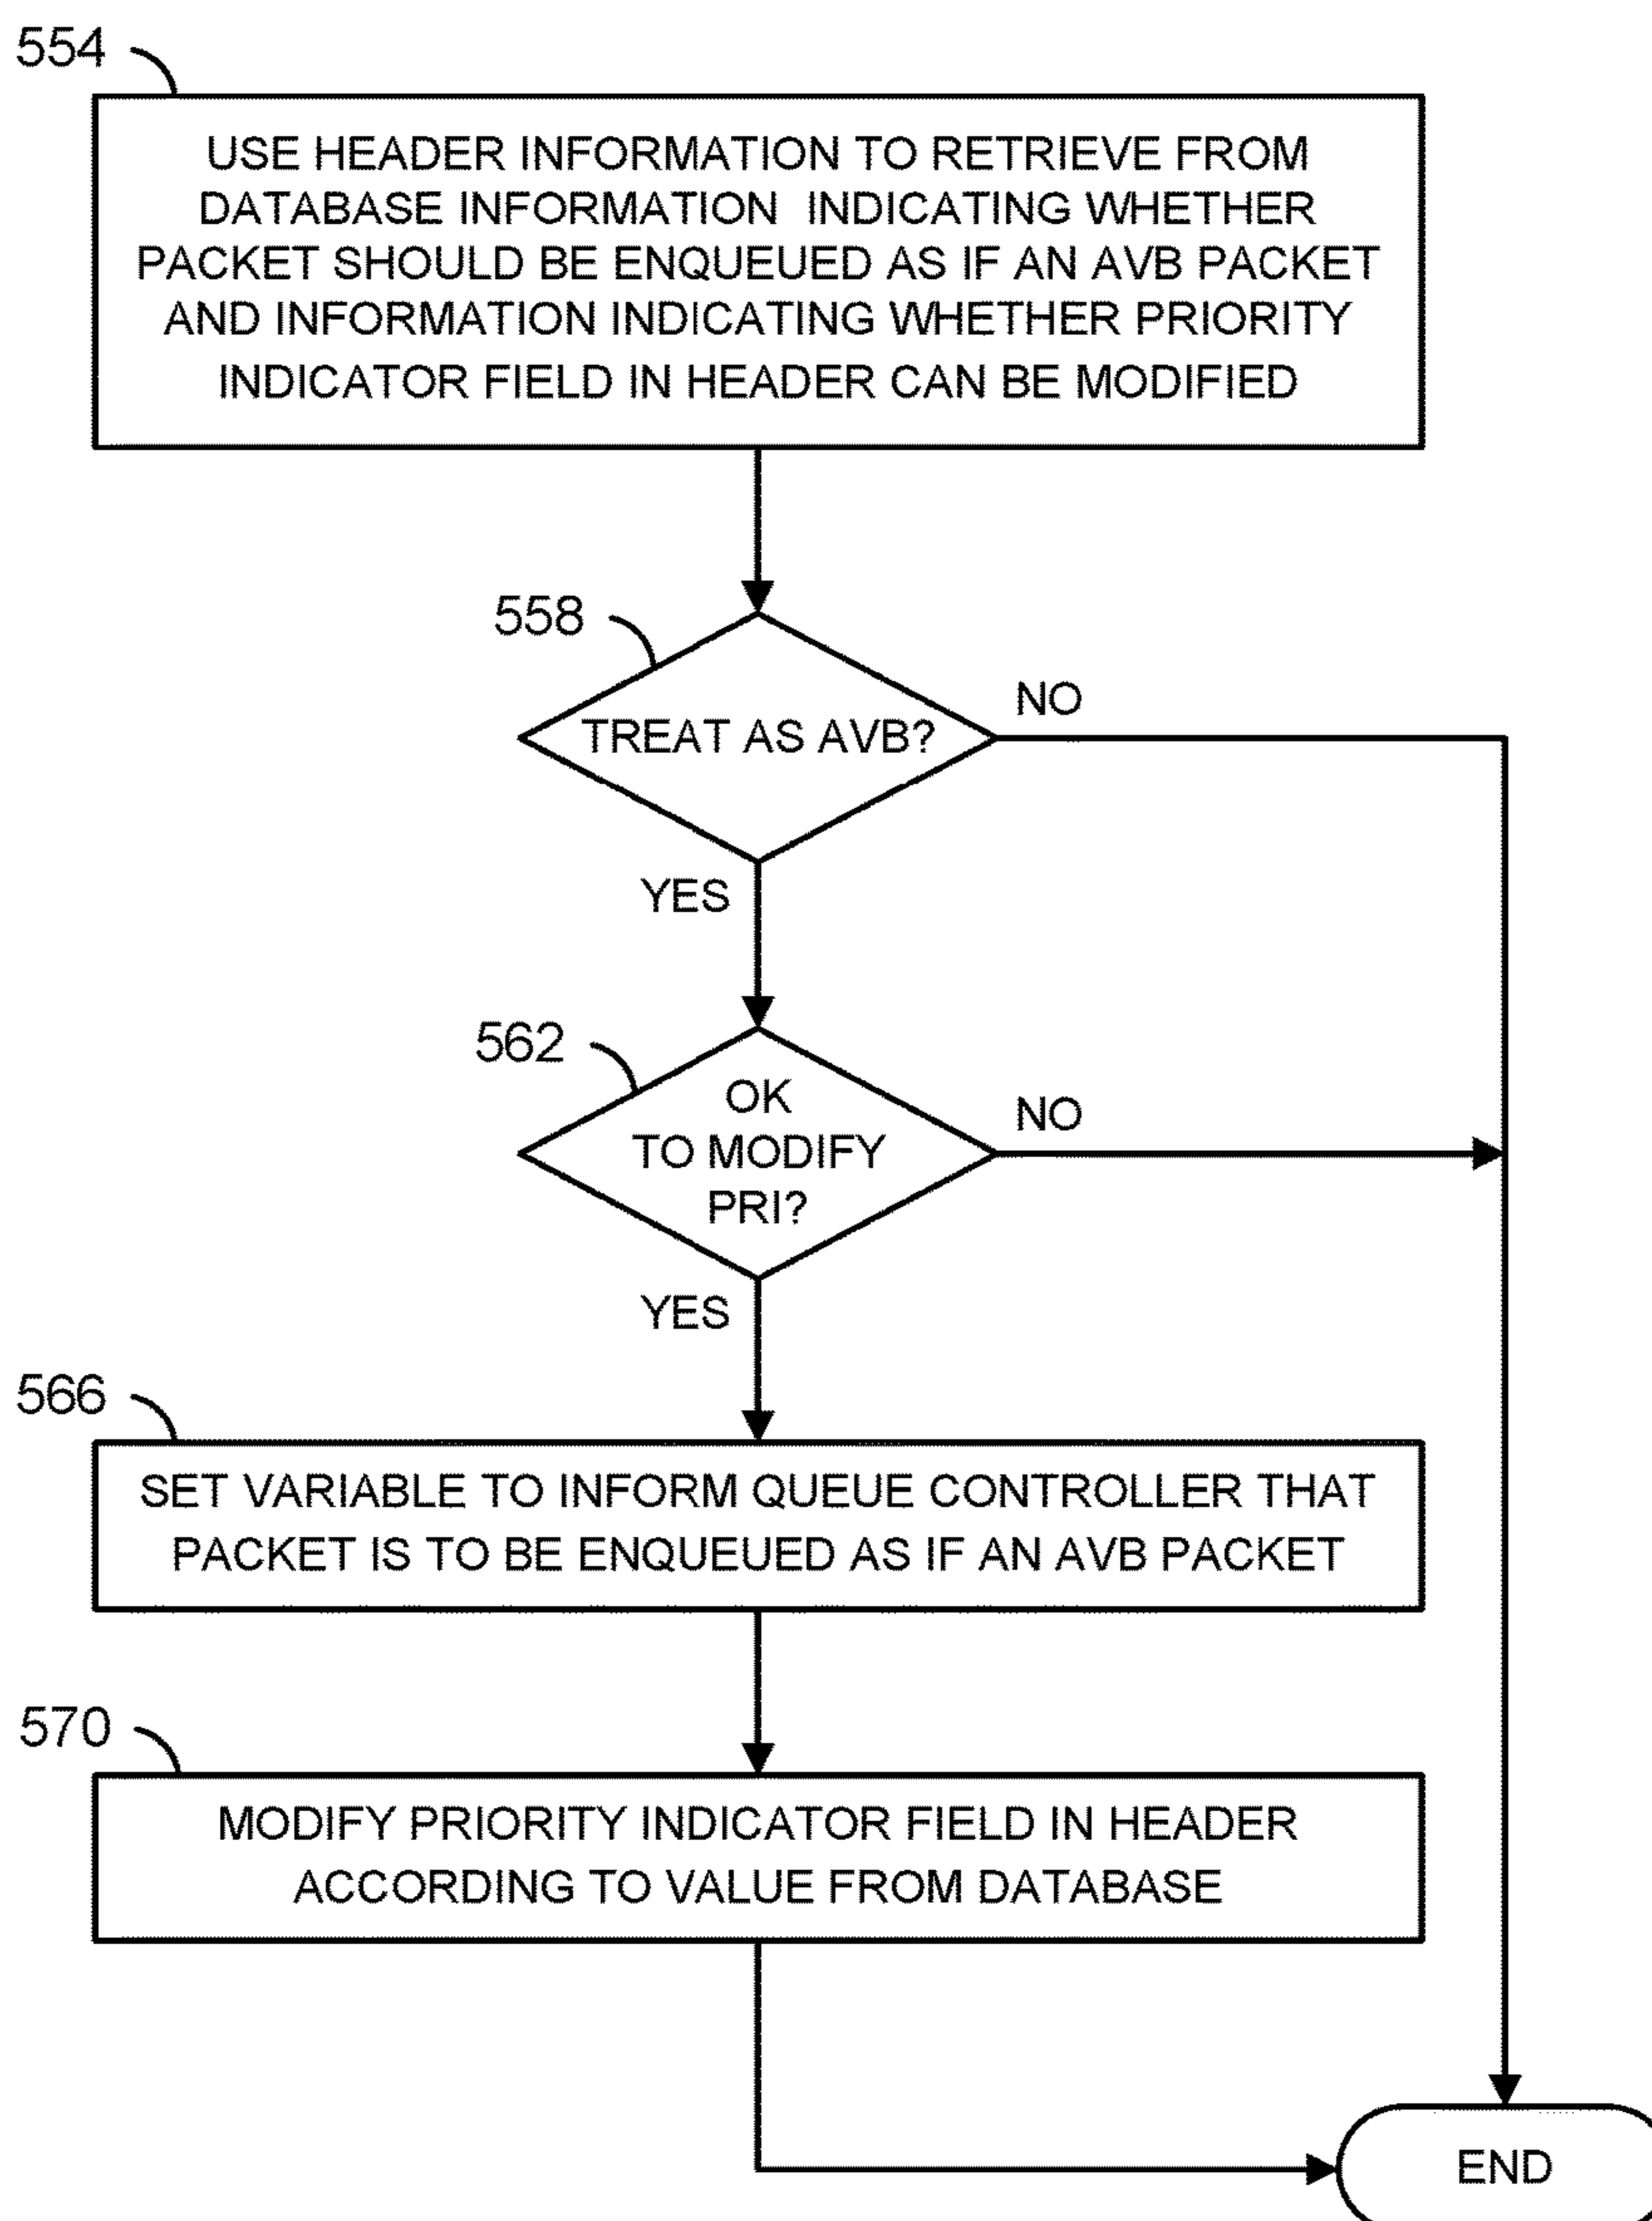 554
USE HEADER INFORMATION TO RETRIEVE FROM
DATABASE INFORMATION INDICATING WHETHER
PACKET SHOULD BE ENQUEUED AS IF AN AVB PACKET
AND INFORMATION INDICATING WHETHER PRIORITY
INDICATOR FIELD IN HEADER CAN BE MODIFIED
558
TREAT AS AVB?
NO
YES
562
OK
TO MODIFY
PRI?
NO
YES
566
SET VARIABLE TO INFORM QUEUE CONTROLLER THAT
PACKET IS TO BE ENQUEUED AS IF AN AVB PACKET
570
MODIFY PRIORITY INDICATOR FIELD IN HEADER
ACCORDING TO VALUE FROM DATABASE
END